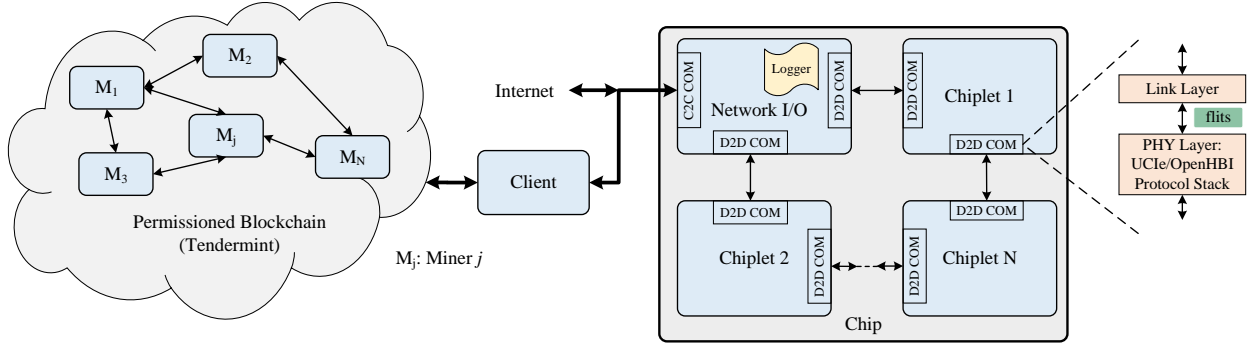 M1
M2
M3
Mj
MN
Permissioned Blockchain
(Tendermint)
Mj: Miner j
Client
Internet
C2C COM
Logger
Network I/O
D2D COM
D2D COM
D2D COM
Chiplet 1
D2D COM
D2D COM
Chiplet 2
D2D COM
D2D COM
Chiplet N
D2D COM
Chip
Link Layer
flits
PHY Layer:
UCIe/OpenHBI
Protocol Stack